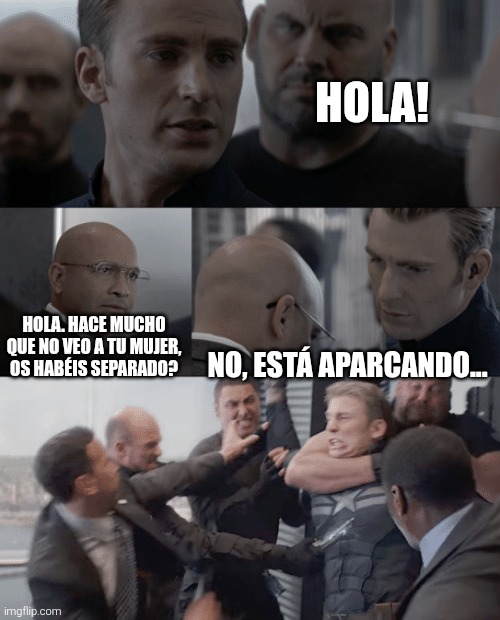 HOLA!
HOLA. HACE MUCHO
QUE NO VEO A TU MUJER,
OS HABÉIS SEPARADO?
NO, ESTÁ APARCANDO...
imgflip.com